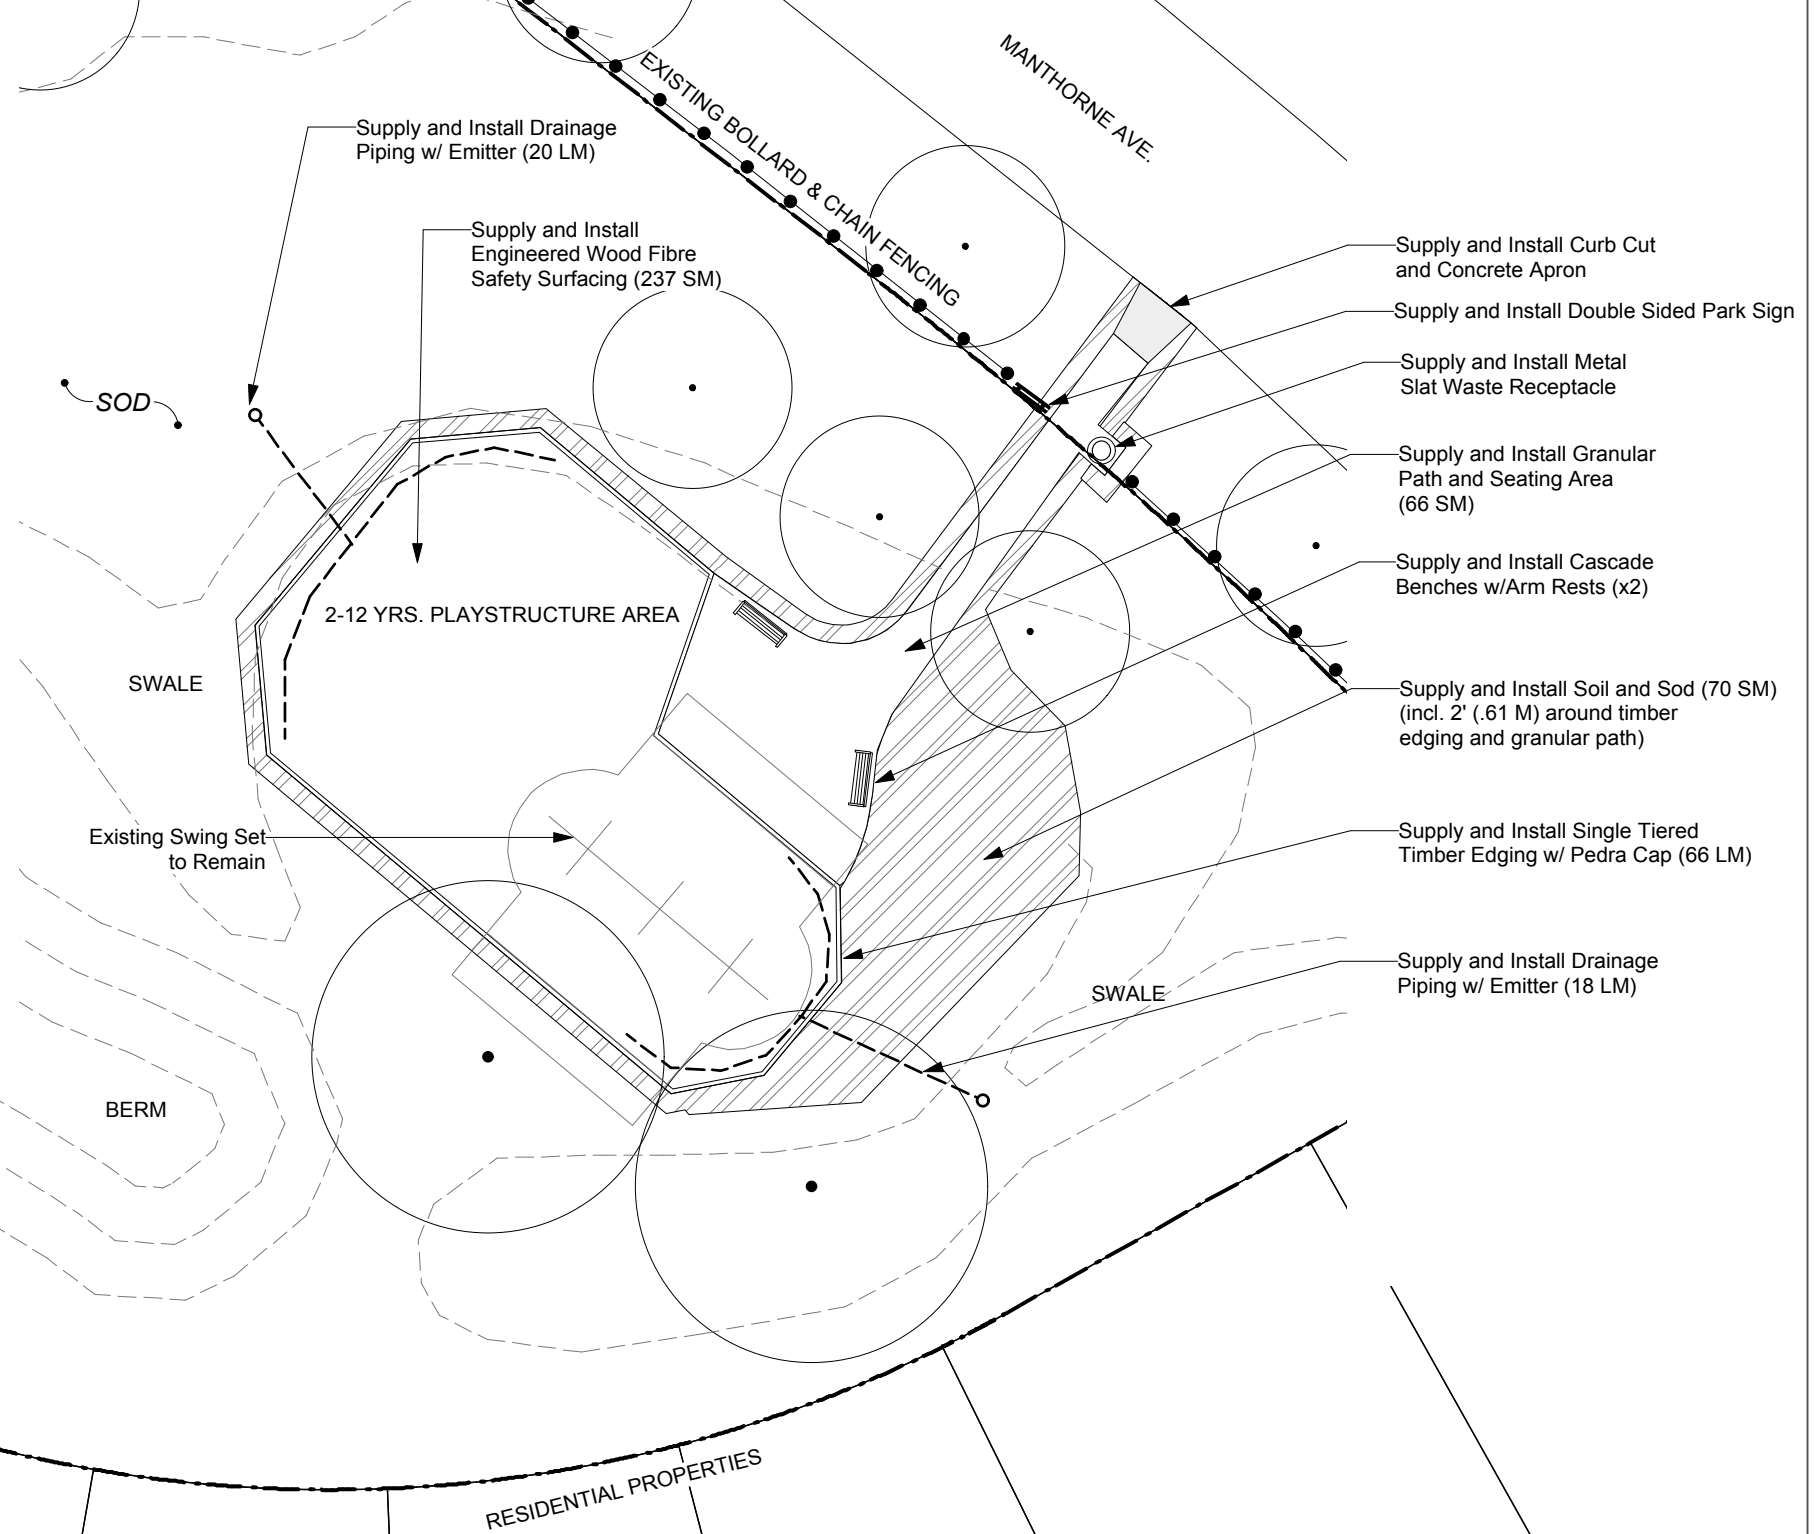 MANTHORNE AVE.
EXISTING BOLLARD & CHAIN FENCING
Supply and Install Drainage
Piping w/ Emitter (20 LM)
Supply and Install
Engineered Wood Fibre
Safety Surfacing (237 SM)
Supply and Install Curb Cut
and Concrete Apron
Supply and Install Double Sided Park Sign
Supply and Install Metal
Slat Waste Receptacle
SOD
Supply and Install Granular
Path and Seating Area
(66 SM)
Supply and Install Cascade
Benches w/Arm Rests (x2)
2-12 YRS. PLAYSTRUCTURE AREA
SWALE
Supply and Install Soil and Sod (70 SM)
(incl. 2' (.61 M) around timber
edging and granular path)
Existing Swing Set
to Remain
Supply and Install Single Tiered
Timber Edging w/ Pedra Cap (66 LM)
Supply and Install Drainage
Piping w/ Emitter (18 LM)
SWALE
BERM
RESIDENTIAL PROPERTIES